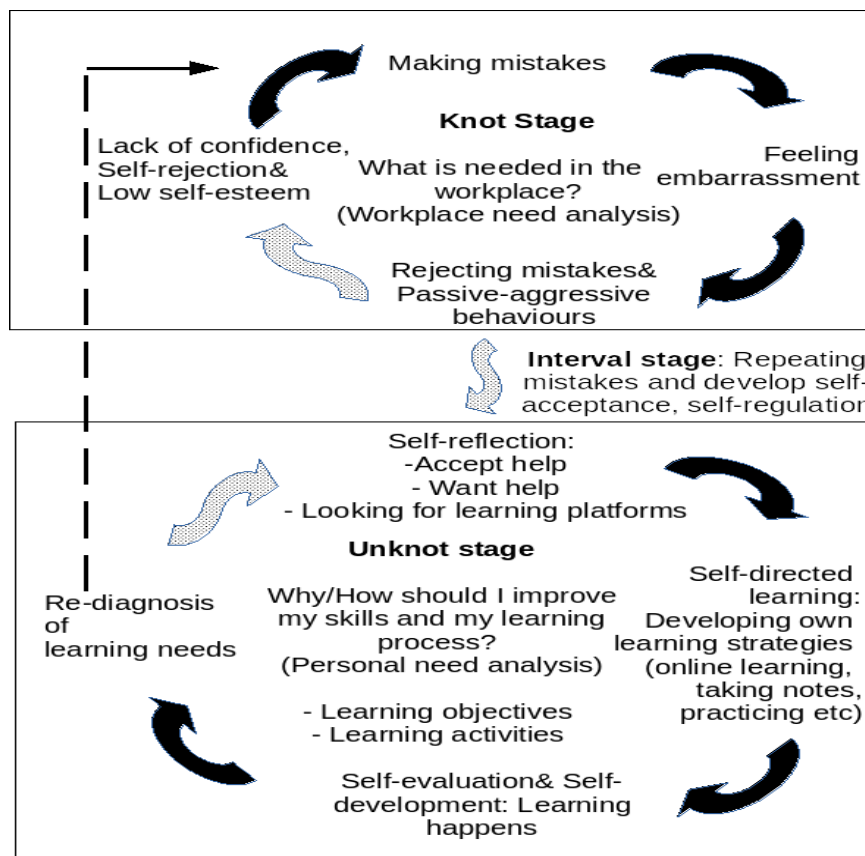 Making mistakes
Knot Stage
Lack of confidence,
Self-rejection&
Low self-esteem
What is needed in the
workplace?
(Workplace need analysis)
Feeling
embarrassment
Rejecting mistakes&
Passive-aggressive
behaviours
Interval stage: Repeating
mistakes and develop self-
acceptance, self-regulation
Self-reflection:
-Accept help
- Want help
- Looking for learning platforms
Unknot stage
Why/How should I improve
my skills and my learning
process?
(Personal need analysis)
- Learning objectives
- Learning activities
Self-directed
learning:
Developing own
learning strategies
(online learning,
taking notes,
practicing etc)
Re-diagnosis
of
learning needs
Self-evaluation& Self-
development: Learning
happens